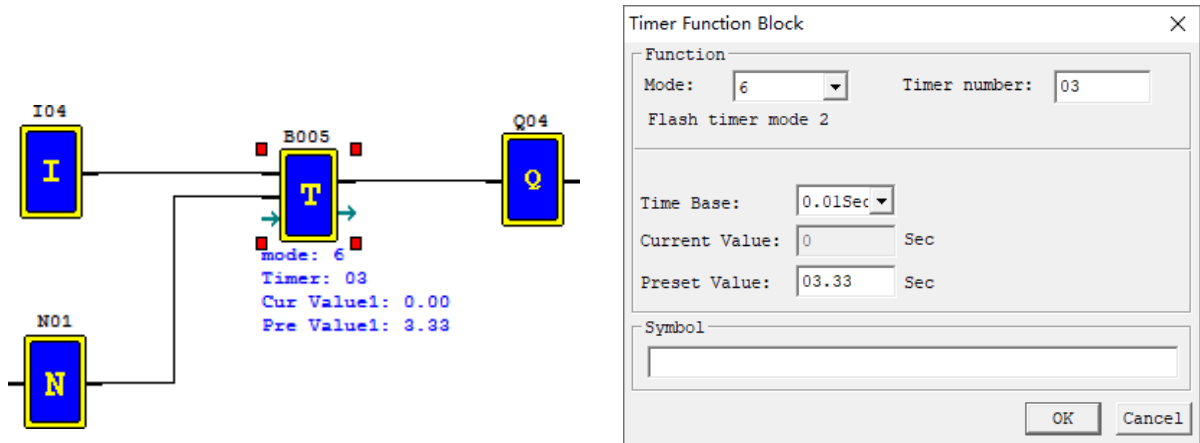 I04
I
B005
T
Q04
Q
mode: 6
Timer: 03
Cur Value1: 0.00
Pre Value1: 3.33
N01
N
Timer Function Block
Function
Mode: 6 Timer number: 03
Flash timer mode 2
Time Base: 0.01Sec
Current Value: 0 Sec
Preset Value: 03.33 Sec
Symbol
OK Cancel